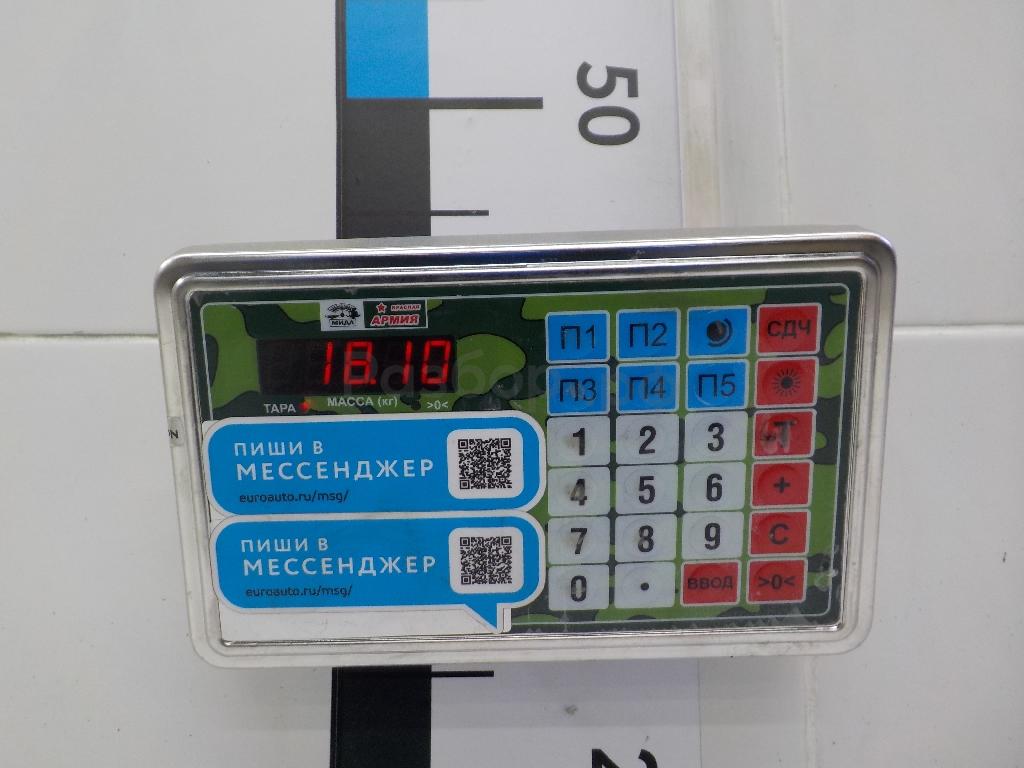 50
МИДЛ
КРАСНАЯ
АРМИЯ
18.10
ТАРА
МАССА (кг)
>0<
ПИШИ В
МЕССЕНДЖЕР
euroauto.ru/msg/
ПИШИ В
МЕССЕНДЖЕР
euroauto.ru/msg/
П1 П2 СДЧ
П3 П4 П5
1 2 3 Т
4 5 6 +
7 8 9 С
0 . ВВОД >0<